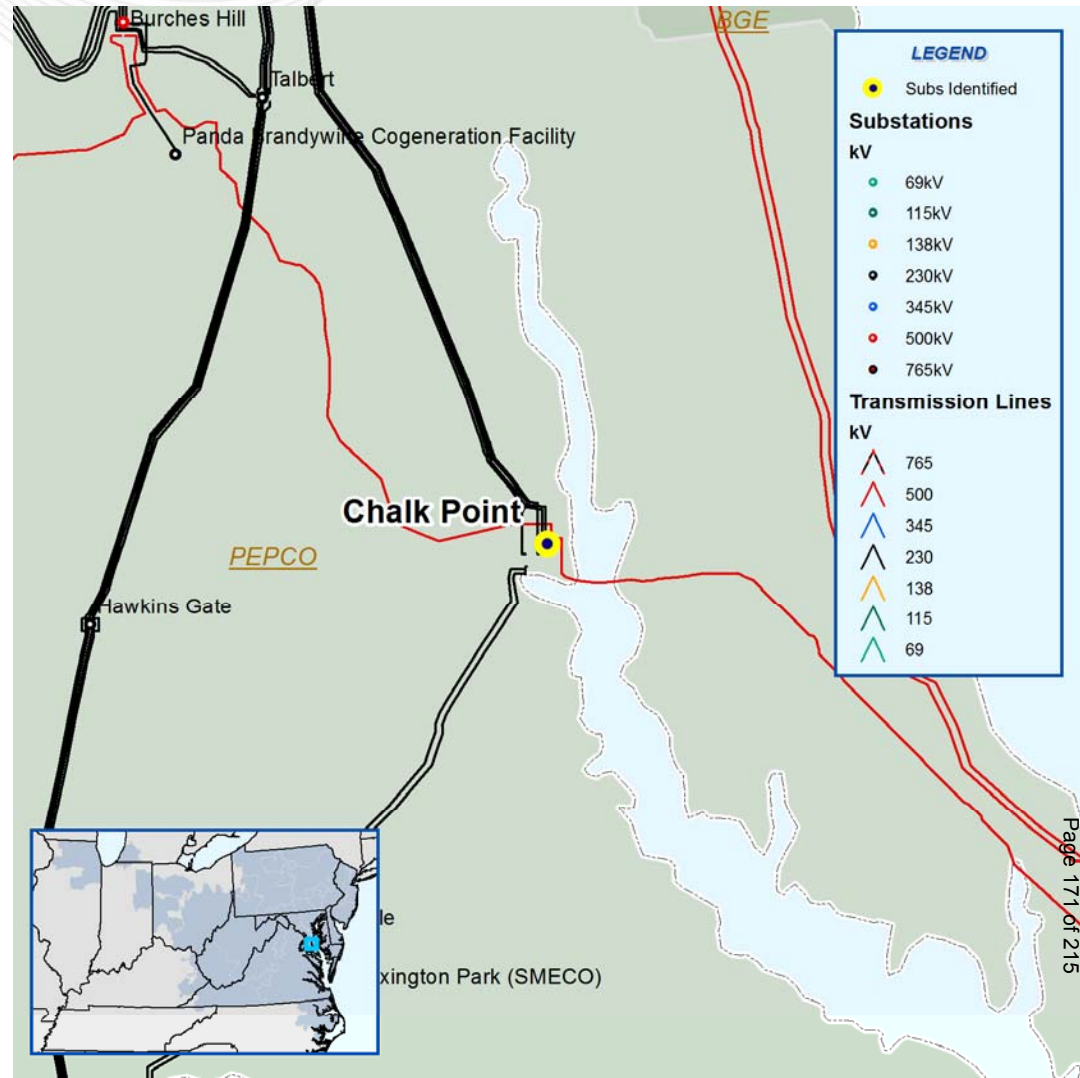 Burches Hill
BGE
Talbert
Panda Brandywine Cogeneration Facility
LEGEND
Subs Identified
Substations
kV
69kV
115kV
138kV
230kV
345kV
500kV
765kV
Transmission Lines
kV
765
500
345
230
138
115
69
Chalk Point
PEPCO
Hawkins Gate
le
xington Park (SMECO)
Page 171 of 215